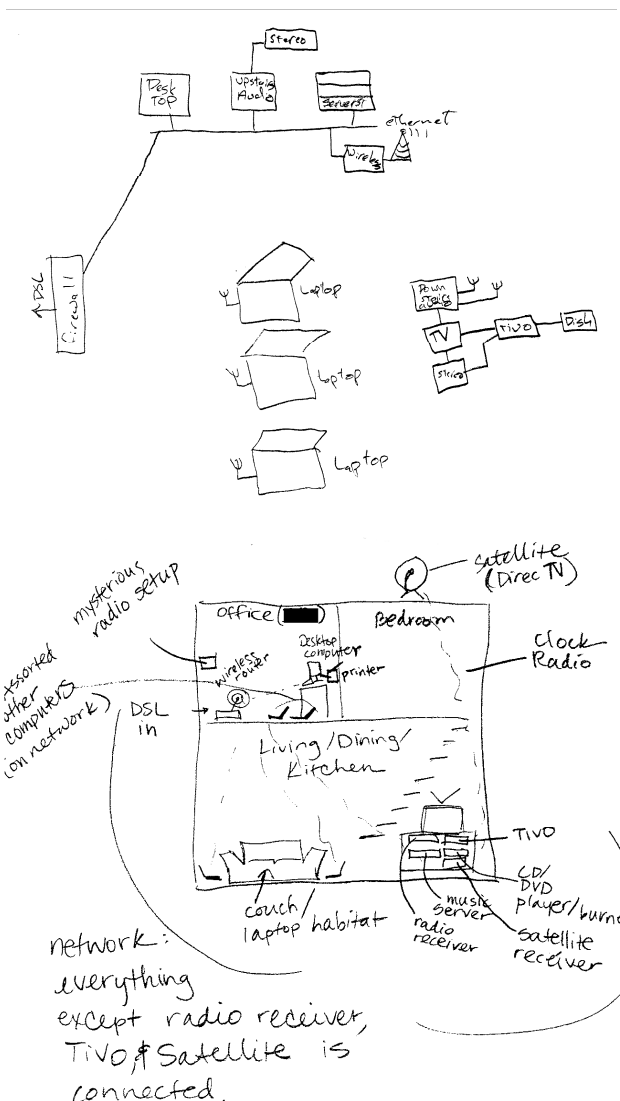 Stereo
Desk
TOP
Upstairs
Audio
Servers
ethernet
Wireless
DSL
firewall
Laptop
Laptop
Laptop
Down
Stairs
TV
Tivo
Dish
Stereo
satellite
(Direc TV)
mysterious
radio setup
Office (
Bedroom
Clock
Radio
Assorted
other
computers
(on network)
wireless
router
Desktop
computer
printer
DSL
in
Living/Dining/
Kitchen
TiVO
CD/
DVD
player/burne
music
server
radio
receiver
satellite
receiver
couch/
laptop habitat
network:
everything
except radio receiver,
TiVO, & Satellite is
connected.